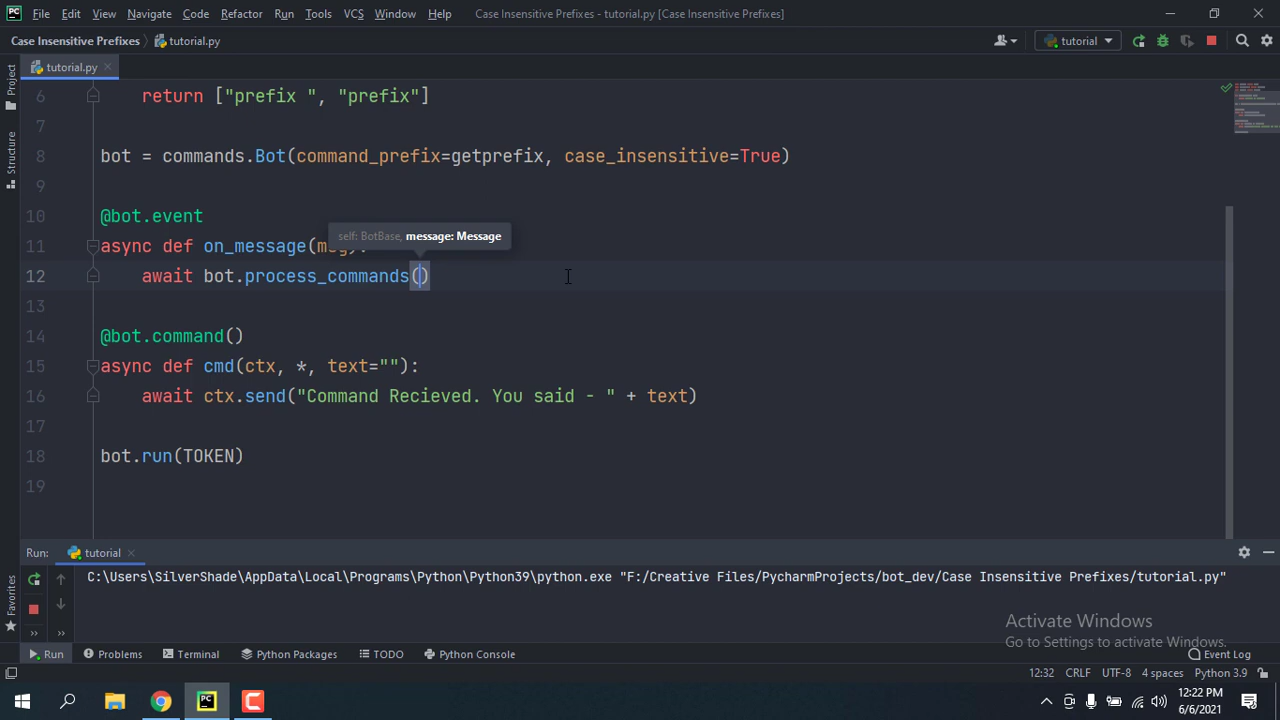 File Edit View Navigate Code Refactor Run Tools VCS Window Help Case Insensitive Prefixes - tutorial.py [Case Insensitive Prefixes]
Case Insensitive Prefixes tutorial.py tutorial
tutorial.py
Project
Structure
Favorites
6 return ["prefix ", "prefix"]
7
8 bot = commands.Bot(command_prefix=getprefix, case_insensitive=True)
9
10 @bot.event
self: BotBase, message: Message
11 async def on_message(msg):
12 await bot.process_commands()
13
14 @bot.command()
15 async def cmd(ctx, *, text=""):
16 await ctx.send("Command Recieved. You said - " + text)
17
18 bot.run(TOKEN)
19
Run: tutorial
C:\Users\SilverShade\AppData\Local\Programs\Python\Python39\python.exe "F:/Creative Files/PycharmProjects/bot_dev/Case Insensitive Prefixes/tutorial.py"
Activate Windows
Go to Settings to activate Windows.
Run Problems Terminal Python Packages TODO Python Console Event Log
12:32 CRLF UTF-8 4 spaces Python 3.9
12:22 PM
6/6/2021